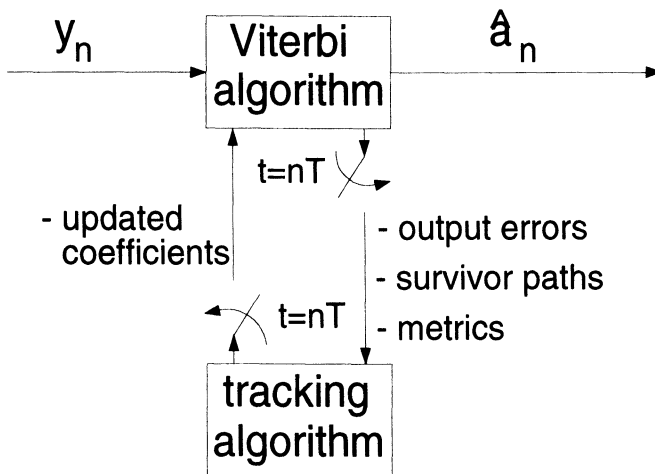 y_n
Viterbi
algorithm
â_n
t=nT
- updated
coefficients
- output errors
- survivor paths
- metrics
t=nT
tracking
algorithm